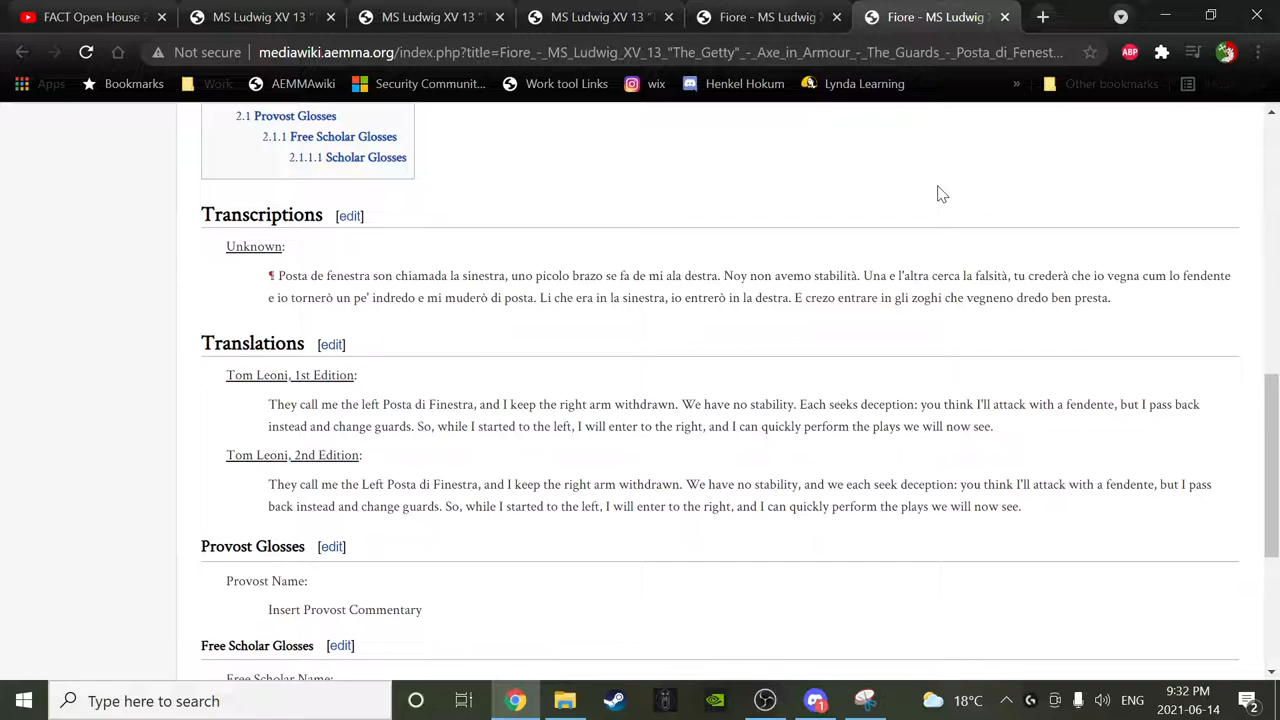 FACT Open House 2
MS Ludwig XV 13 "
MS Ludwig XV 13 "
MS Ludwig XV 13 "
Fiore - MS Ludwig
Fiore - MS Ludwig
Not secure mediawiki.aemma.org/index.php?title=Fiore_-_MS_Ludwig_XV_13_"The_Getty"_-_Axe_in_Armour_-_The_Guards_-_Posta_di_Fenest...
ABP
Apps Bookmarks Work AEMMAwiki Security Communit... Work tool Links wix Henkel Hokum Lynda Learning » Other bookmarks
2.1 Provost Glosses
2.1.1 Free Scholar Glosses
2.1.1.1 Scholar Glosses
Transcriptions [edit]
Unknown:
¶ Posta de fenestra son chiamada la sinestra, uno picolo brazo se fa de mi ala destra. Noy non avemo stabilità. Una e l'altra cerca la falsità, tu crederà che io vegna cum lo fendente
e io tornerò un pe' indredo e mi muderò di posta. Li che era in la sinestra, io entrerò in la destra. E crezo entrare in gli zoghi che vegneno dredo ben presta.
Translations [edit]
Tom Leoni, 1st Edition:
They call me the left Posta di Finestra, and I keep the right arm withdrawn. We have no stability. Each seeks deception: you think I'll attack with a fendente, but I pass back
instead and change guards. So, while I started to the left, I will enter to the right, and I can quickly perform the plays we will now see.
Tom Leoni, 2nd Edition:
They call me the Left Posta di Finestra, and I keep the right arm withdrawn. We have no stability, and we each seek deception: you think I'll attack with a fendente, but I pass
back instead and change guards. So, while I started to the left, I will enter to the right, and I can quickly perform the plays we will now see.
Provost Glosses [edit]
Provost Name:
Insert Provost Commentary
Free Scholar Glosses [edit]
Free Scholar Name:
Type here to search
1
18°C
ENG
9:32 PM
2021-06-14
2